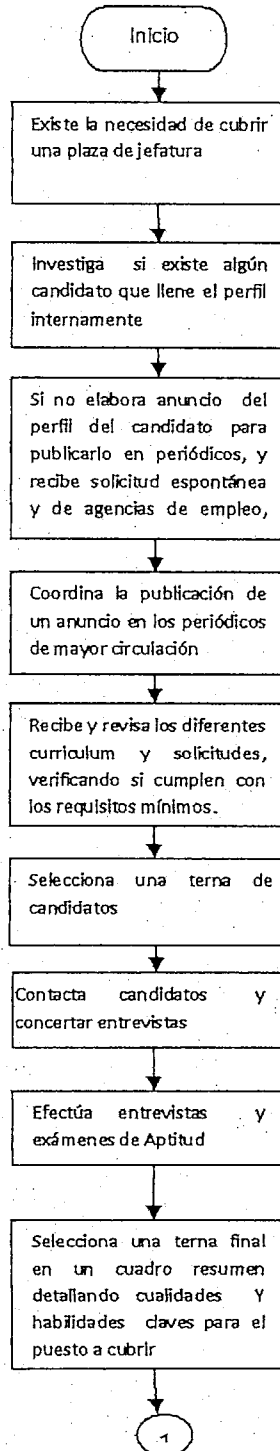 Inicio
Existe la necesidad de cubrir
una plaza de jefatura
Investiga si existe algún
candidato que llene el perfil
internamente
Si no elabora anuncio del
perfil del candidato para
publicarlo en periódicos, y
recibe solicitud espontánea
y de agencias de empleo,
Coordina la publicación de
un anuncio en los periódicos
de mayor circulación
Recibe y revisa los diferentes
curriculum y solicitudes,
verificando si cumplen con
los requisitos mínimos.
Selecciona una terna de
candidatos
Contacta candidatos y
concertar entrevistas
Efectúa entrevistas y
exámenes de Aptitud
Selecciona una terna final
en un cuadro resumen
detallando cualidades Y
habilidades claves para el
puesto a cubrir
1